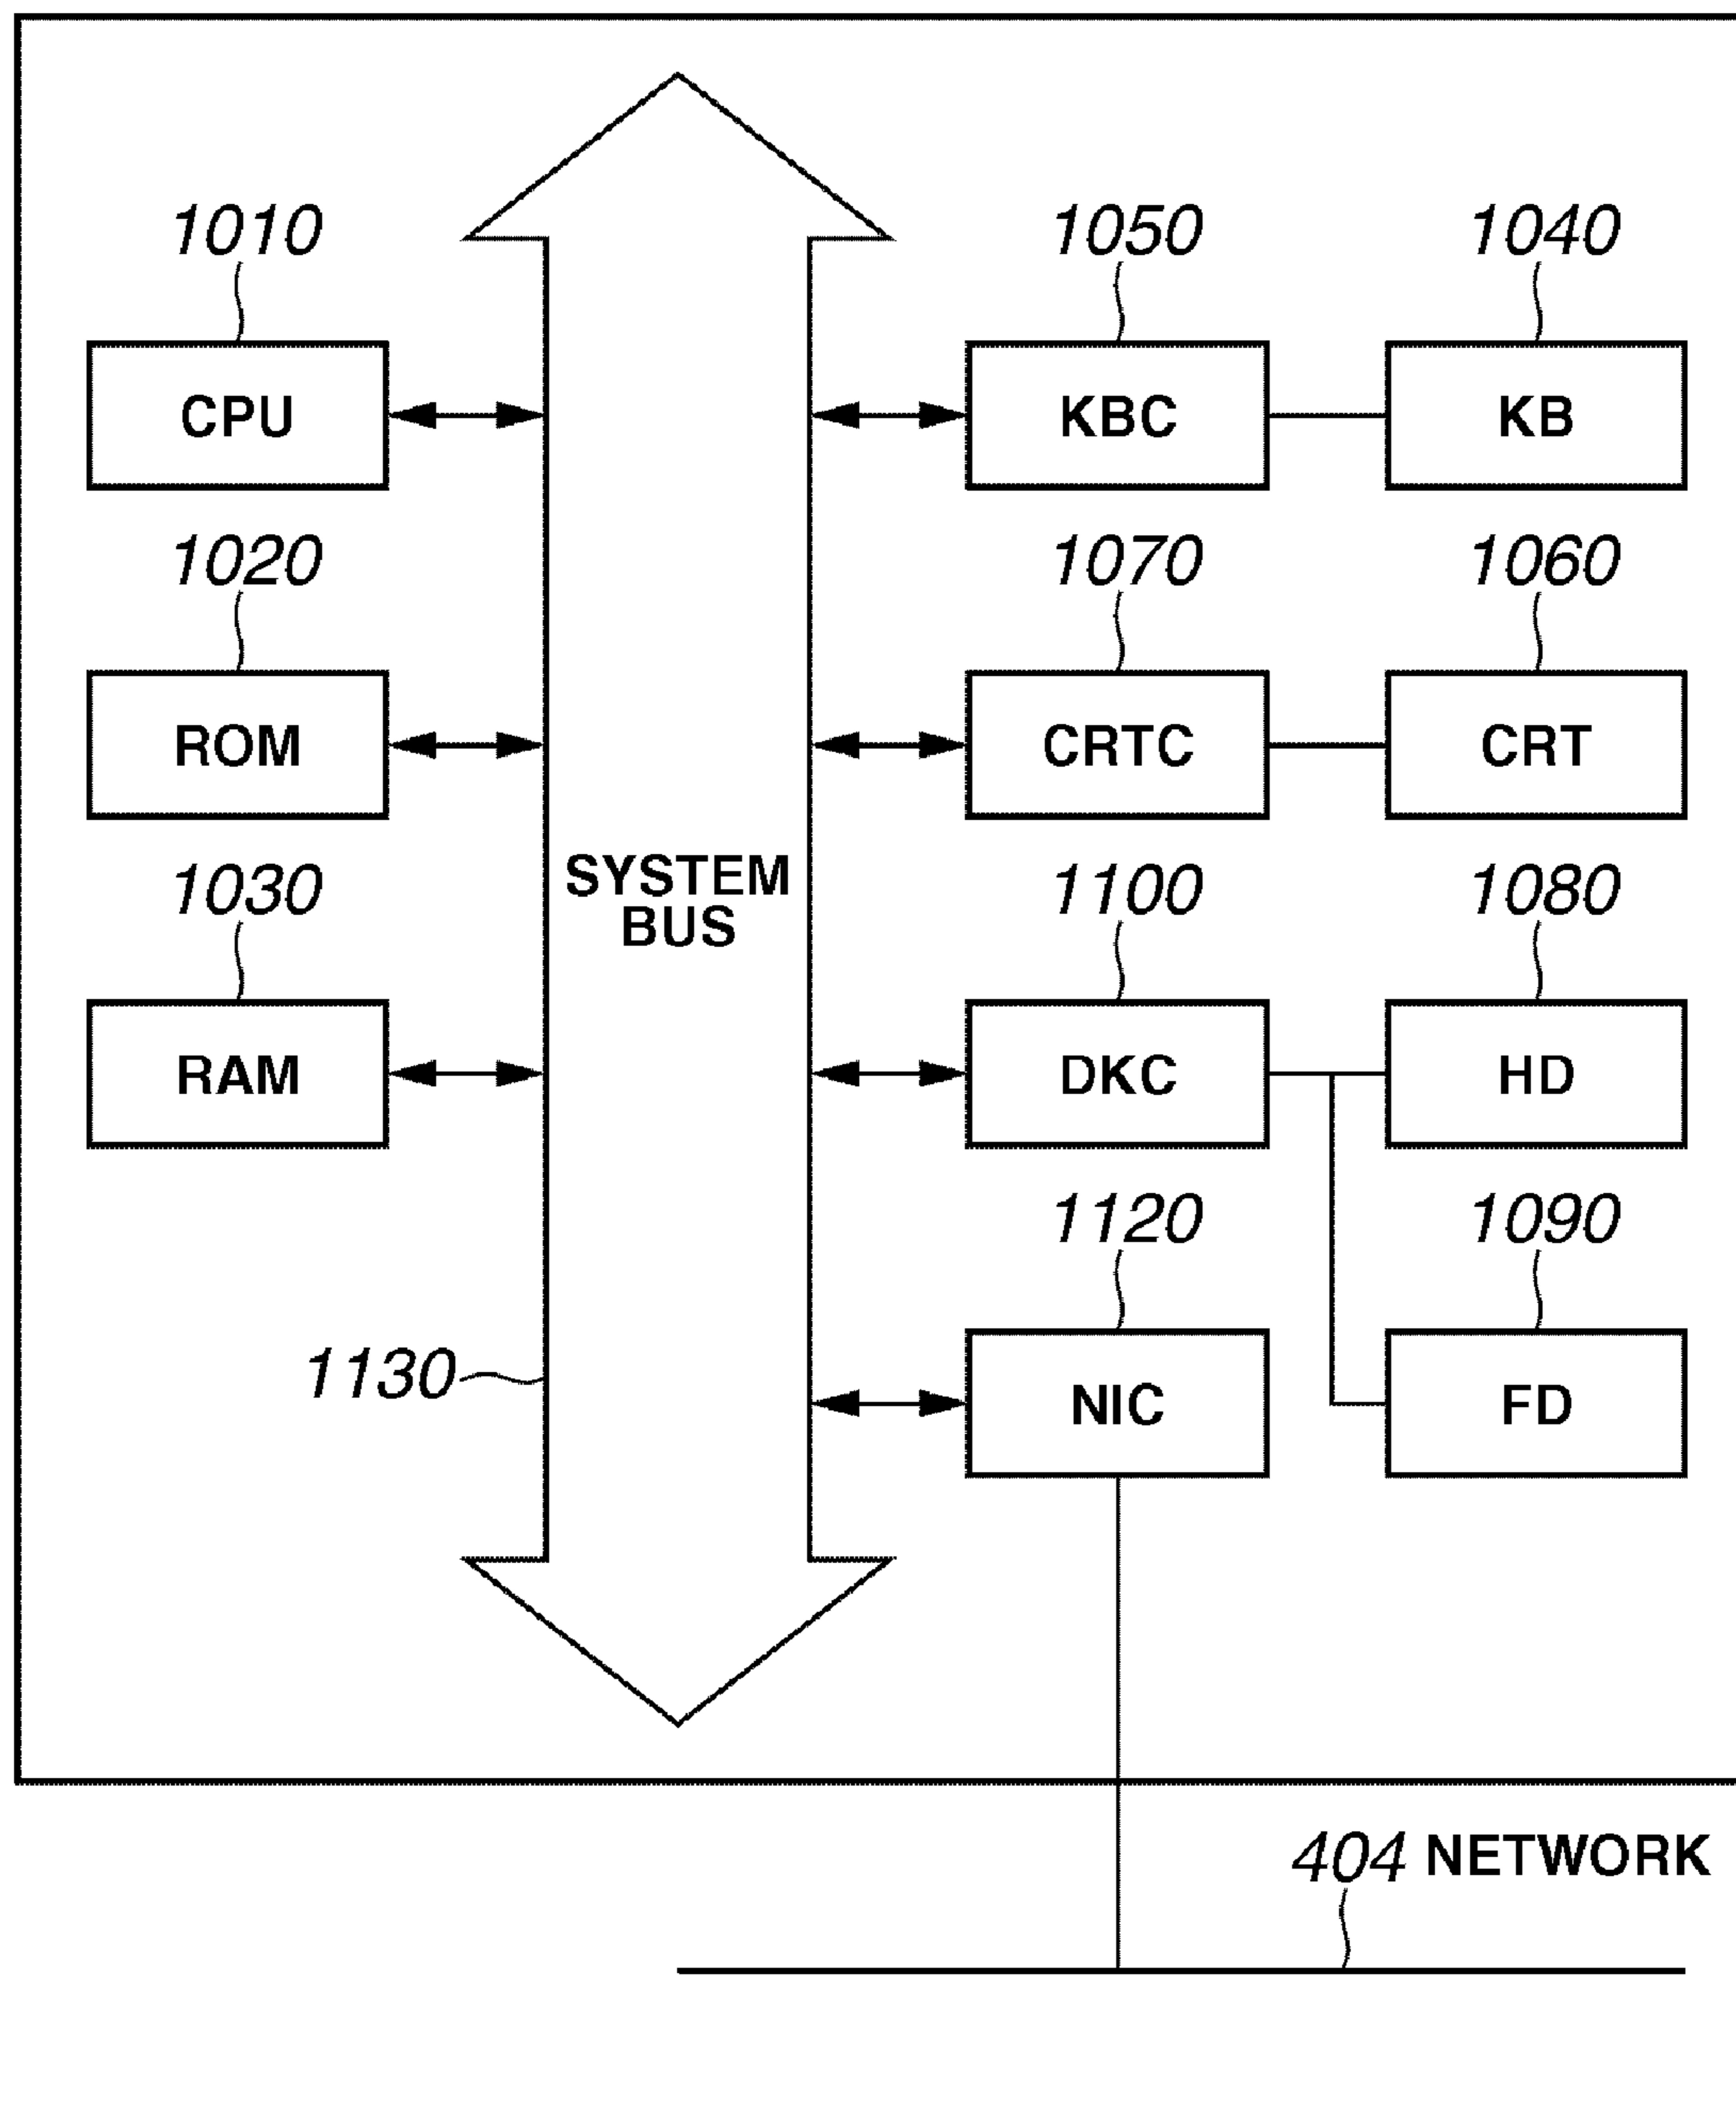 1010
1050
1040
CPU
KBC
KB
1020
1070
1060
ROM
CRTC
CRT
SYSTEM
BUS
1030
1100
1080
RAM
DKC
HD
1120
1090
1130
NIC
FD
404 NETWORK